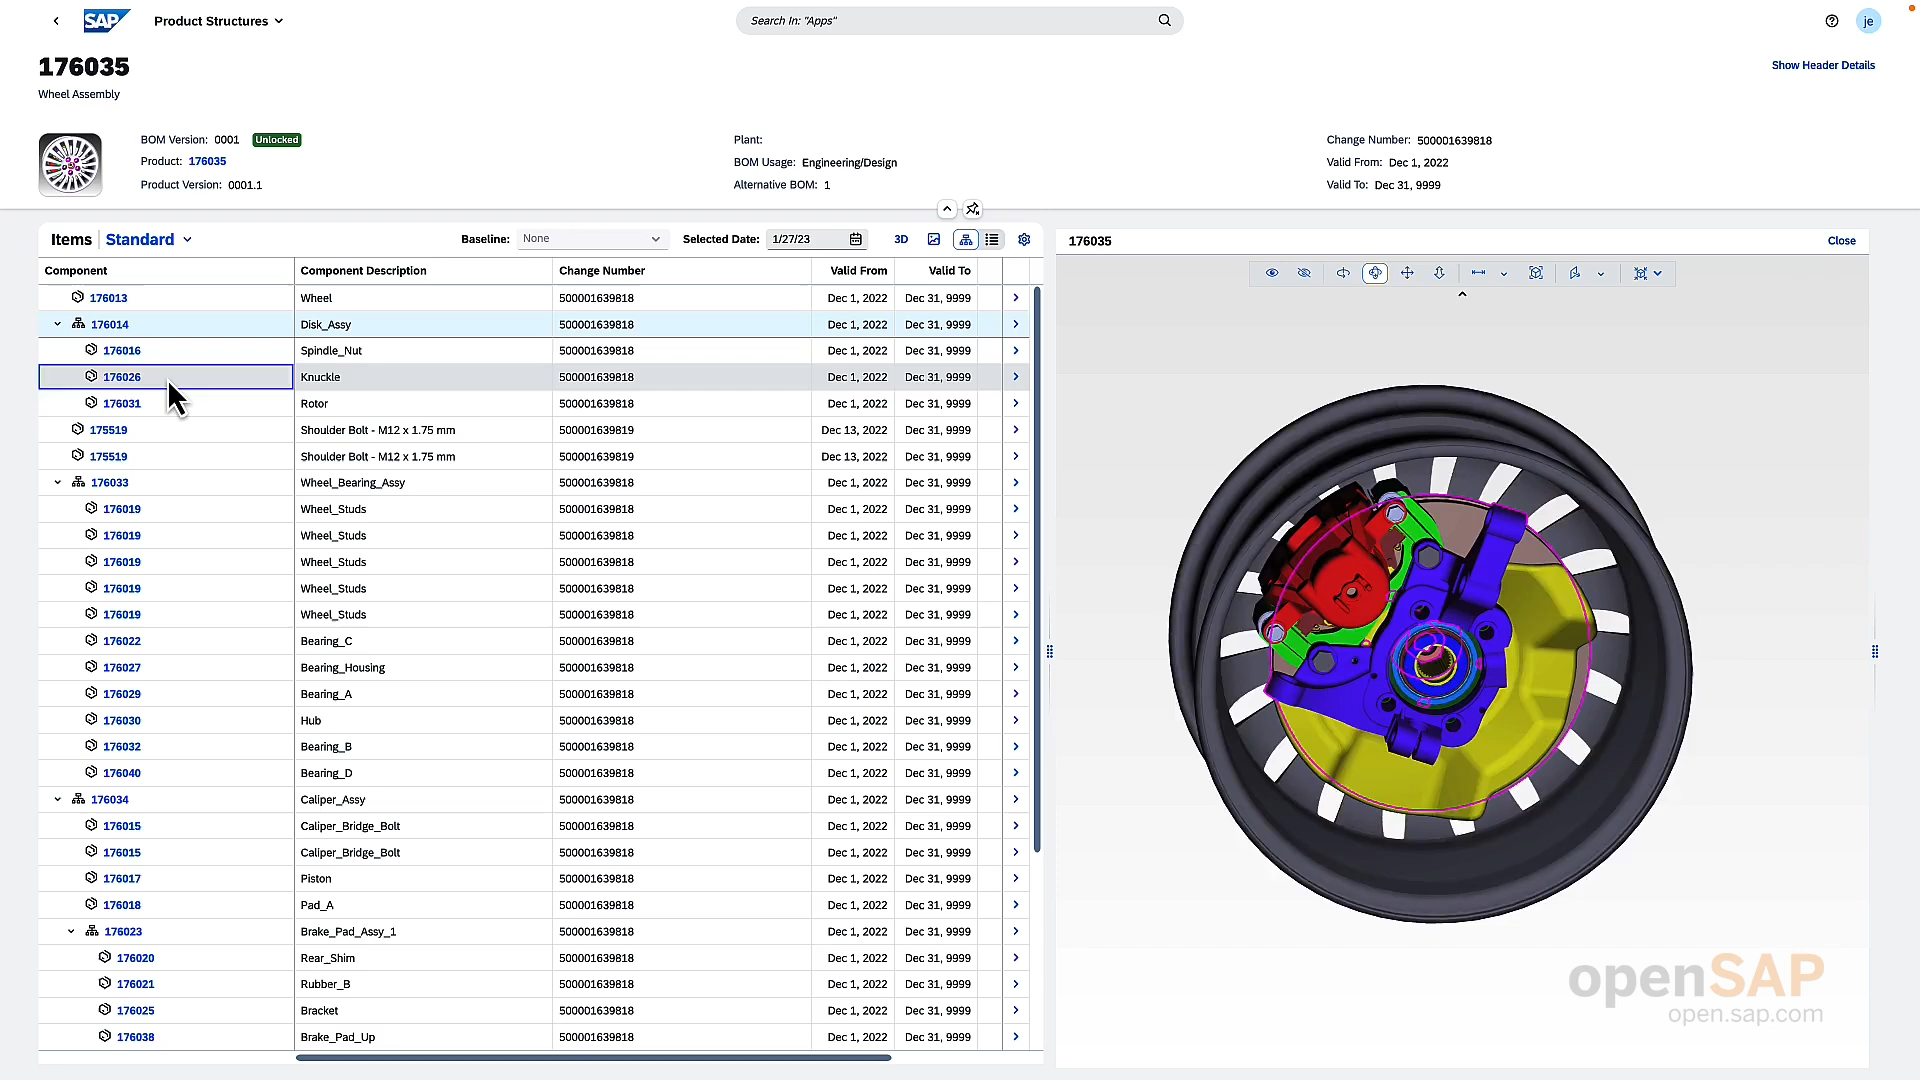 SAP Product Structures
Search In: "Apps"
je
176035
Show Header Details
Wheel Assembly
BOM Version: 0001 Unlocked
Product: 176035
Product Version: 0001.1
Plant:
BOM Usage: Engineering/Design
Alternative BOM: 1
Change Number: 500001639818
Valid From: Dec 1, 2022
Valid To: Dec 31, 9999
Items Standard
Baseline: None
Selected Date: 1/27/23
3D
Component Component Description Change Number Valid From Valid To
176013 Wheel 500001639818 Dec 1, 2022 Dec 31, 9999
176014 Disk_Assy 500001639818 Dec 1, 2022 Dec 31, 9999
176016 Spindle_Nut 500001639818 Dec 1, 2022 Dec 31, 9999
176026 Knuckle 500001639818 Dec 1, 2022 Dec 31, 9999
176031 Rotor 500001639818 Dec 1, 2022 Dec 31, 9999
175519 Shoulder Bolt - M12 x 1.75 mm 500001639819 Dec 13, 2022 Dec 31, 9999
175519 Shoulder Bolt - M12 x 1.75 mm 500001639819 Dec 13, 2022 Dec 31, 9999
176033 Wheel_Bearing_Assy 500001639818 Dec 1, 2022 Dec 31, 9999
176019 Wheel_Studs 500001639818 Dec 1, 2022 Dec 31, 9999
176019 Wheel_Studs 500001639818 Dec 1, 2022 Dec 31, 9999
176019 Wheel_Studs 500001639818 Dec 1, 2022 Dec 31, 9999
176019 Wheel_Studs 500001639818 Dec 1, 2022 Dec 31, 9999
176019 Wheel_Studs 500001639818 Dec 1, 2022 Dec 31, 9999
176022 Bearing_C 500001639818 Dec 1, 2022 Dec 31, 9999
176027 Bearing_Housing 500001639818 Dec 1, 2022 Dec 31, 9999
176029 Bearing_A 500001639818 Dec 1, 2022 Dec 31, 9999
176030 Hub 500001639818 Dec 1, 2022 Dec 31, 9999
176032 Bearing_B 500001639818 Dec 1, 2022 Dec 31, 9999
176040 Bearing_D 500001639818 Dec 1, 2022 Dec 31, 9999
176034 Caliper_Assy 500001639818 Dec 1, 2022 Dec 31, 9999
176015 Caliper_Bridge_Bolt 500001639818 Dec 1, 2022 Dec 31, 9999
176015 Caliper_Bridge_Bolt 500001639818 Dec 1, 2022 Dec 31, 9999
176017 Piston 500001639818 Dec 1, 2022 Dec 31, 9999
176018 Pad_A 500001639818 Dec 1, 2022 Dec 31, 9999
176023 Brake_Pad_Assy_1 500001639818 Dec 1, 2022 Dec 31, 9999
176020 Rear_Shim 500001639818 Dec 1, 2022 Dec 31, 9999
176021 Rubber_B 500001639818 Dec 1, 2022 Dec 31, 9999
176025 Bracket 500001639818 Dec 1, 2022 Dec 31, 9999
176038 Brake_Pad_Up 500001639818 Dec 1, 2022 Dec 31, 9999
176035
Close
openSAP
open.sap.com